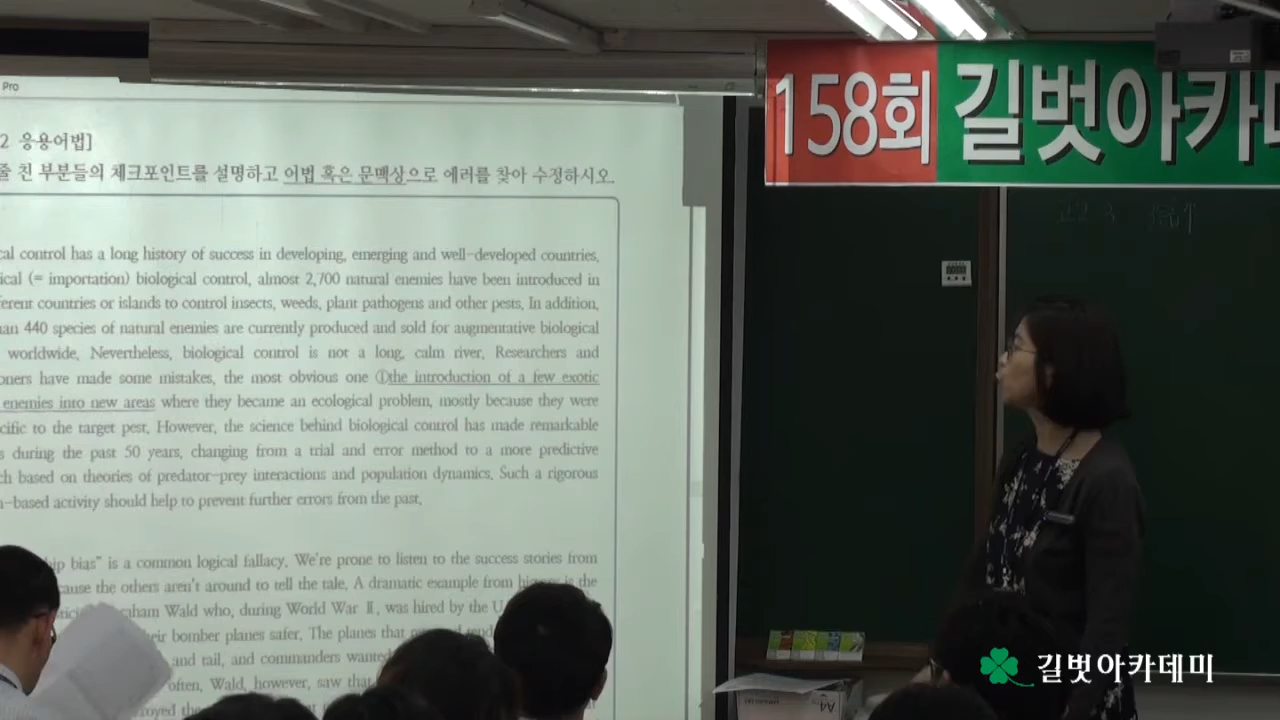 Pro
2 응용어법]
줄 친 부분들의 체크포인트를 설명하고 어법 혹은 문맥상으로 에러를 찾아 수정하시오.
cal control has a long history of success in developing, emerging and well-developed countries.
ical (= importation) biological control, almost 2,700 natural enemies have been introduced in
ferent countries or islands to control insects, weeds, plant pathogens and other pests. In addition,
han 440 species of natural enemies are currently produced and sold for augmentative biological
worldwide. Nevertheless, biological control is not a long, calm river. Researchers and
oners have made some mistakes, the most obvious one ①the introduction of a few exotic
enemies into new areas where they became an ecological problem, mostly because they were
cific to the target pest. However, the science behind biological control has made remarkable
s during the past 50 years, changing from a trial and error method to a more predictive
ch based on theories of predator-prey interactions and population dynamics. Such a rigorous
n-based activity should help to prevent further errors from the past.
hip bias" is a common logical fallacy. We're prone to listen to the success stories from
cause the others aren't around to tell the tale. A dramatic example from history is the
raham Wald who, during World War Ⅱ, was hired by the U.
eir bomber planes safer. The planes that
and tail, and commanders wanted
often. Wald, however, saw that
royed the
158회 길벗아카데
A4
길벗아카데미